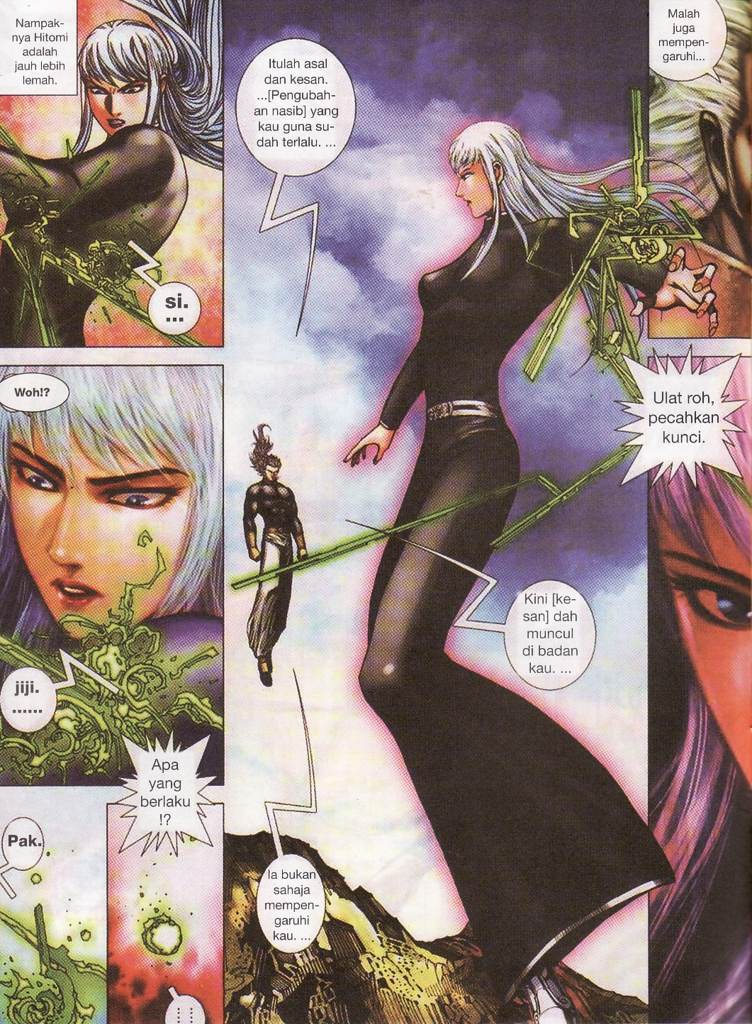 Nampak-
nya Hitomi
adalah
jauh lebih
lemah.
si.
...
Woh!?
jiji.
......
Apa
yang
berlaku
!?
Pak.
⋮⋮
Itulah asal
dan kesan.
...[Pengubah-
an nasib] yang
kau guna su-
dah terlalu. ...
Kini [ke-
san] dah
muncul
di badan
kau. ...
Ia bukan
sahaja
mempen-
garuhi
kau. ...
Malah
juga
mempen-
garuhi...
Ulat roh,
pecahkan
kunci.